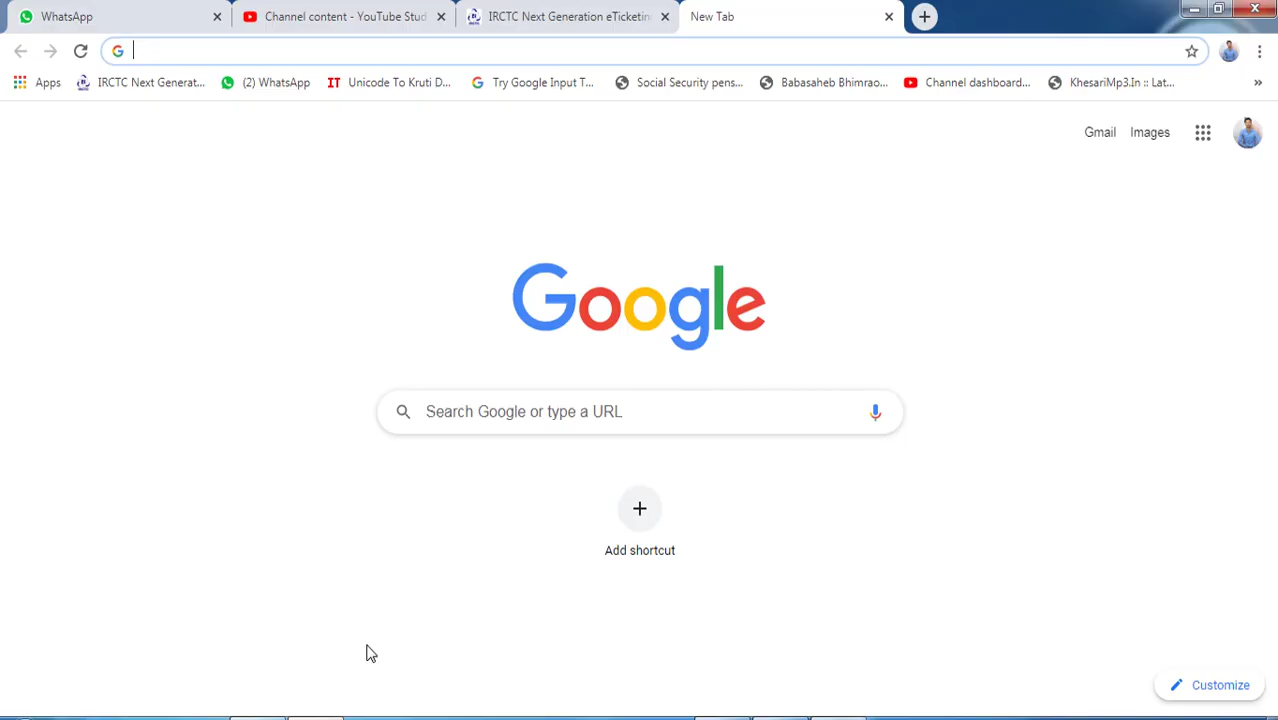 WhatsApp
Channel content - YouTube Stud
IRCTC Next Generation eTicketin
New Tab
Apps
IRCTC Next Generat...
(2) WhatsApp
IT Unicode To Kruti D...
Try Google Input T...
Social Security pens...
Babasaheb Bhimrao...
Channel dashboard...
KhesariMp3.In :: Lat...
Gmail
Images
Google
Search Google or type a URL
Add shortcut
Customize